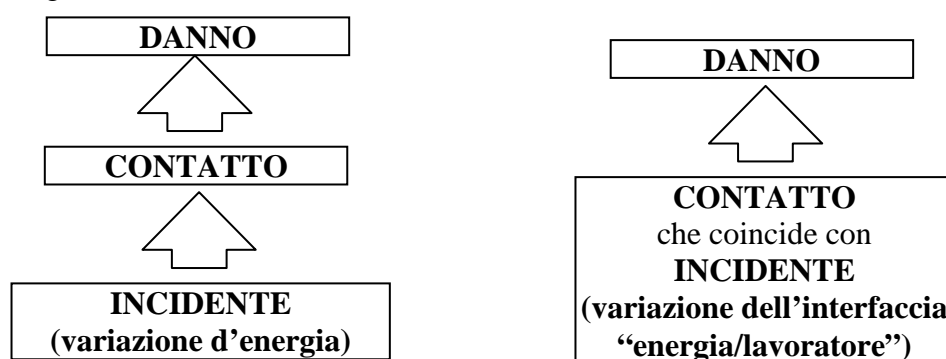 DANNO
CONTATTO
INCIDENTE
(variazione d’energia)
DANNO
CONTATTO
che coincide con
INCIDENTE
(variazione dell’interfaccia
“energia/lavoratore”)